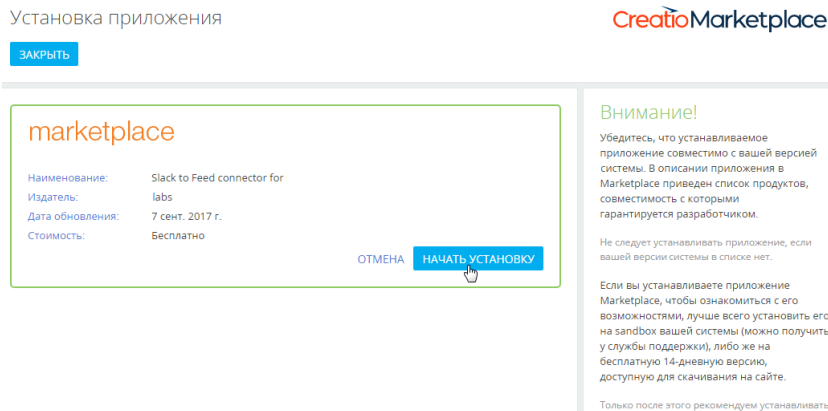 Установка приложения
CreatioMarketplace
ЗАКРЫТЬ
marketplace
Наименование: Slack to Feed connector for
Издатель: labs
Дата обновления: 7 сент. 2017 г.
Стоимость: Бесплатно
ОТМЕНА НАЧАТЬ УСТАНОВКУ
Внимание!
Убедитесь, что устанавливаемое
приложение совместимо с вашей версией
системы. В описании приложения в
Marketplace приведен список продуктов,
совместимость с которыми
гарантируется разработчиком.
Не следует устанавливать приложение, если
вашей версии системы в списке нет.
Если вы устанавливаете приложение
Marketplace, чтобы ознакомиться с его
возможностями, лучше всего установить его
на sandbox вашей системы (можно получить
у службы поддержки), либо же на
бесплатную 14-дневную версию,
доступную для скачивания на сайте.
Только после этого рекомендуем устанавливать